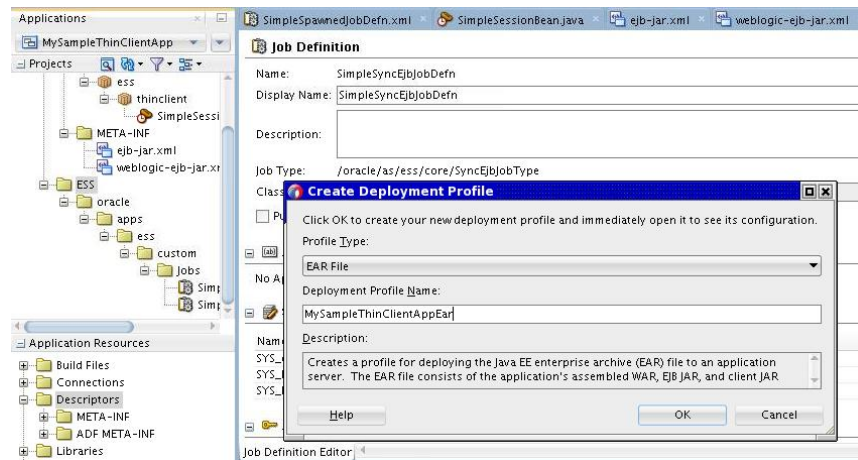 Applications
MySampleThinClientApp
Projects
ess
thinclient
SimpleSessi
META-INF
ejb-jar.xml
weblogic-ejb-jar.xr
ESS
oracle
apps
ess
custom
Jobs
Sim
Sim
Application Resources
Build Files
Connections
Descriptors
META-INF
ADF META-INF
Libraries
SimpleSpawnedJobDefn.xml
SimpleSessionBean.java
ejb-jar.xml
weblogic-ejb-jar.xml
Job Definition
Name: SimpleSyncEjbJobDefn
Display Name: SimpleSyncEjbJobDefn
Description:
Job Type: /oracle/as/ess/core/SyncEjbJobType
Class
No A
Nam
SYS_
SYS_
SYS_
Job Definition Editor
Create Deployment Profile
Click OK to create your new deployment profile and immediately open it to see its configuration.
Profile Type:
EAR File
Deployment Profile Name:
MySampleThinClientAppEar
Description:
Creates a profile for deploying the Java EE enterprise archive (EAR) file to an application
server. The EAR file consists of the application's assembled WAR, EJB JAR, and client JAR
Help
OK
Cancel